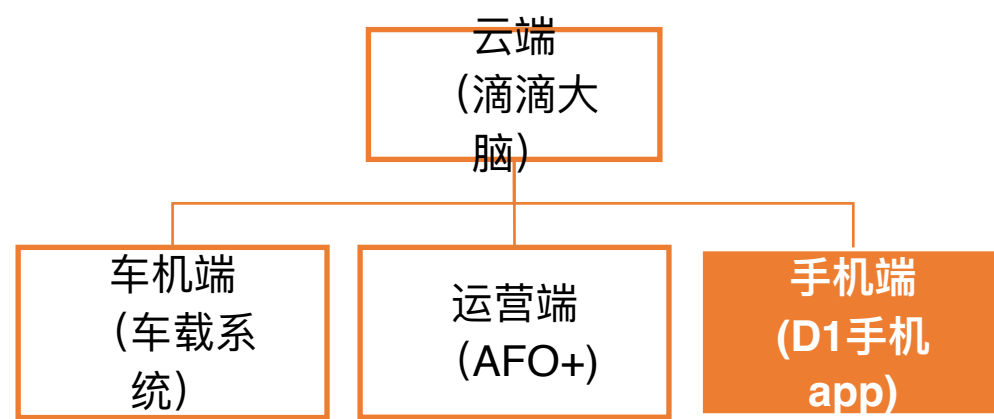 云端
（滴滴大
脑）
车机端
（车载系
统）
运营端
（AFO+)
手机端
(D1手机
app)